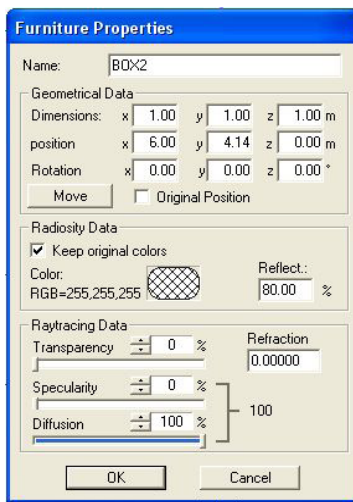 Furniture Properties
Name: BOX2
Geometrical Data
Dimensions: x 1.00 y 1.00 z 1.00 m
position x 6.00 y 4.14 z 0.00 m
Rotation x 0.00 y 0.00 z 0.00 °
Move Original Position
Radiosity Data
Keep original colors
Color: Reflect.:
RGB=255,255,255 80.00 %
Raytracing Data
Transparency 0 % Refraction
0.00000
Specularity 0 %
100
Diffusion 100 %
OK Cancel